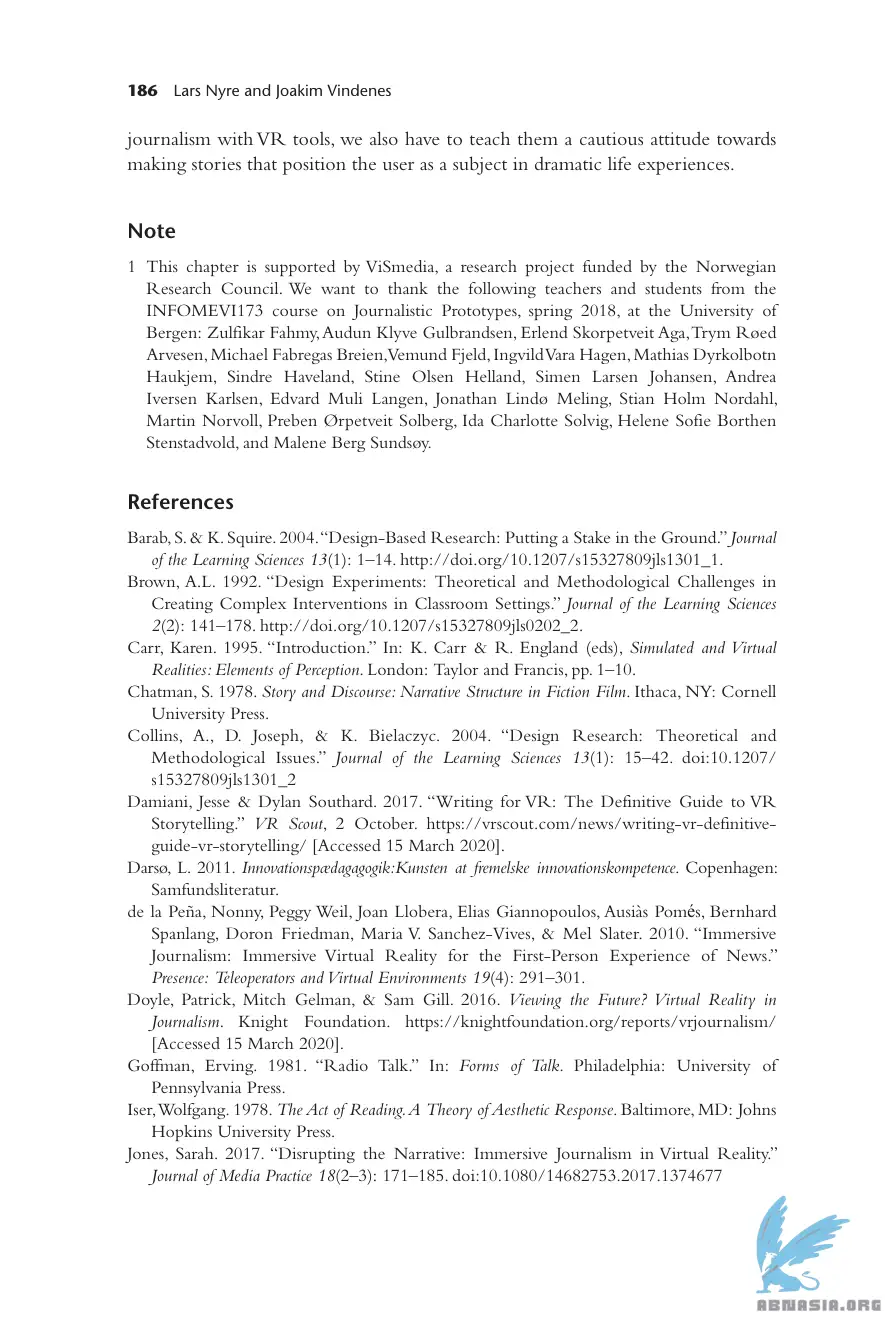 186 Lars Nyre and Joakim Vindenes
journalism with VR tools, we also have to teach them a cautious attitude towards
making stories that position the user as a subject in dramatic life experiences.
Note
1 This chapter is supported by ViSmedia, a research project funded by the Norwegian
Research Council. We want to thank the following teachers and students from the
INFOMEVI173 course on Journalistic Prototypes, spring 2018, at the University of
Bergen: Zulfikar Fahmy, Audun Klyve Gulbrandsen, Erlend Skorpetveit Aga, Trym Røed
Arvesen, Michael Fabregas Breien, Vemund Fjeld, Ingvild Vara Hagen, Mathias Dyrkolbotn
Haukjem, Sindre Haveland, Stine Olsen Helland, Simen Larsen Johansen, Andrea
Iversen Karlsen, Edvard Muli Langen, Jonathan Lindø Meling, Stian Holm Nordahl,
Martin Norvoll, Preben Ørpetveit Solberg, Ida Charlotte Solvig, Helene Sofie Borthen
Stenstadvold, and Malene Berg Sundsøy.
References
Barab, S. & K. Squire. 2004. “Design-Based Research: Putting a Stake in the Ground.” Journal
of the Learning Sciences 13(1): 1–14. http://doi.org/10.1207/s15327809jls1301_1.
Brown, A.L. 1992. “Design Experiments: Theoretical and Methodological Challenges in
Creating Complex Interventions in Classroom Settings.” Journal of the Learning Sciences
2(2): 141–178. http://doi.org/10.1207/s15327809jls0202_2.
Carr, Karen. 1995. “Introduction.” In: K. Carr & R. England (eds), Simulated and Virtual
Realities: Elements of Perception. London: Taylor and Francis, pp. 1–10.
Chatman, S. 1978. Story and Discourse: Narrative Structure in Fiction Film. Ithaca, NY: Cornell
University Press.
Collins, A., D. Joseph, & K. Bielaczyc. 2004. “Design Research: Theoretical and
Methodological Issues.” Journal of the Learning Sciences 13(1): 15–42. doi:10.1207/
s15327809jls1301_2
Damiani, Jesse & Dylan Southard. 2017. “Writing for VR: The Definitive Guide to VR
Storytelling.” VR Scout, 2 October. https://vrscout.com/news/writing-vr-definitive-
guide-vr-storytelling/ [Accessed 15 March 2020].
Darsø, L. 2011. Innovationspædagagogik:Kunsten at fremelske innovationskompetence. Copenhagen:
Samfundsliteratur.
de la Peña, Nonny, Peggy Weil, Joan Llobera, Elias Giannopoulos, Ausiàs Pomés, Bernhard
Spanlang, Doron Friedman, Maria V. Sanchez-Vives, & Mel Slater. 2010. “Immersive
Journalism: Immersive Virtual Reality for the First-Person Experience of News.”
Presence: Teleoperators and Virtual Environments 19(4): 291–301.
Doyle, Patrick, Mitch Gelman, & Sam Gill. 2016. Viewing the Future? Virtual Reality in
Journalism. Knight Foundation. https://knightfoundation.org/reports/vrjournalism/
[Accessed 15 March 2020].
Goffman, Erving. 1981. “Radio Talk.” In: Forms of Talk. Philadelphia: University of
Pennsylvania Press.
Iser, Wolfgang. 1978. The Act of Reading. A Theory of Aesthetic Response. Baltimore, MD: Johns
Hopkins University Press.
Jones, Sarah. 2017. “Disrupting the Narrative: Immersive Journalism in Virtual Reality.”
Journal of Media Practice 18(2–3): 171–185. doi:10.1080/14682753.2017.1374677
ABNASIA.ORG